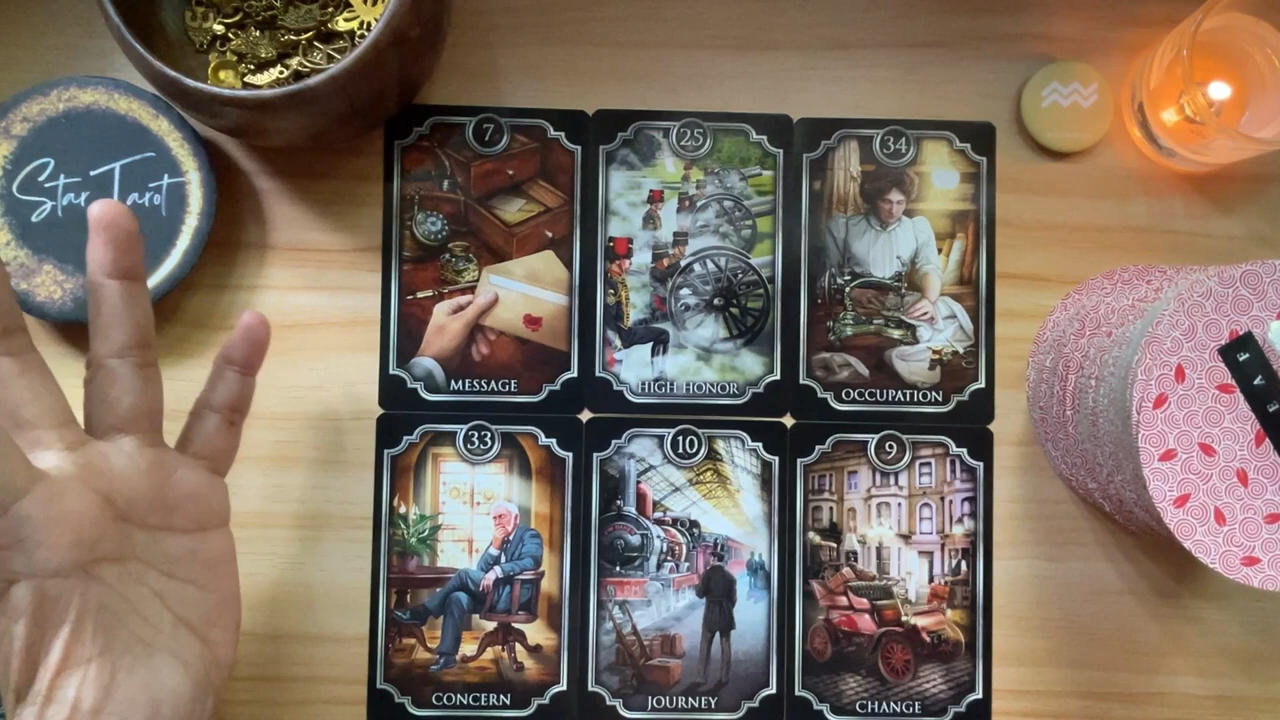 Star Tarot
7
MESSAGE
25
HIGH HONOR
34
OCCUPATION
33
CONCERN
10
JOURNEY
9
CHANGE